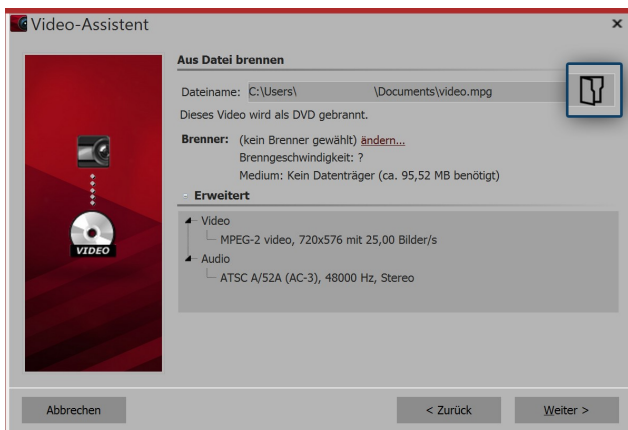 Video-Assistent
Aus Datei brennen
Dateiname: C:\Users\ \Documents\video.mpg
Dieses Video wird als DVD gebrannt.
Brenner: (kein Brenner gewählt) ändern...
Brenngeschwindigkeit: ?
Medium: Kein Datenträger (ca. 95,52 MB benötigt)
Erweitert
Video
MPEG-2 video, 720x576 mit 25,00 Bilder/s
Audio
ATSC A/52A (AC-3), 48000 Hz, Stereo
VIDEO
Abbrechen
< Zurück
Weiter >